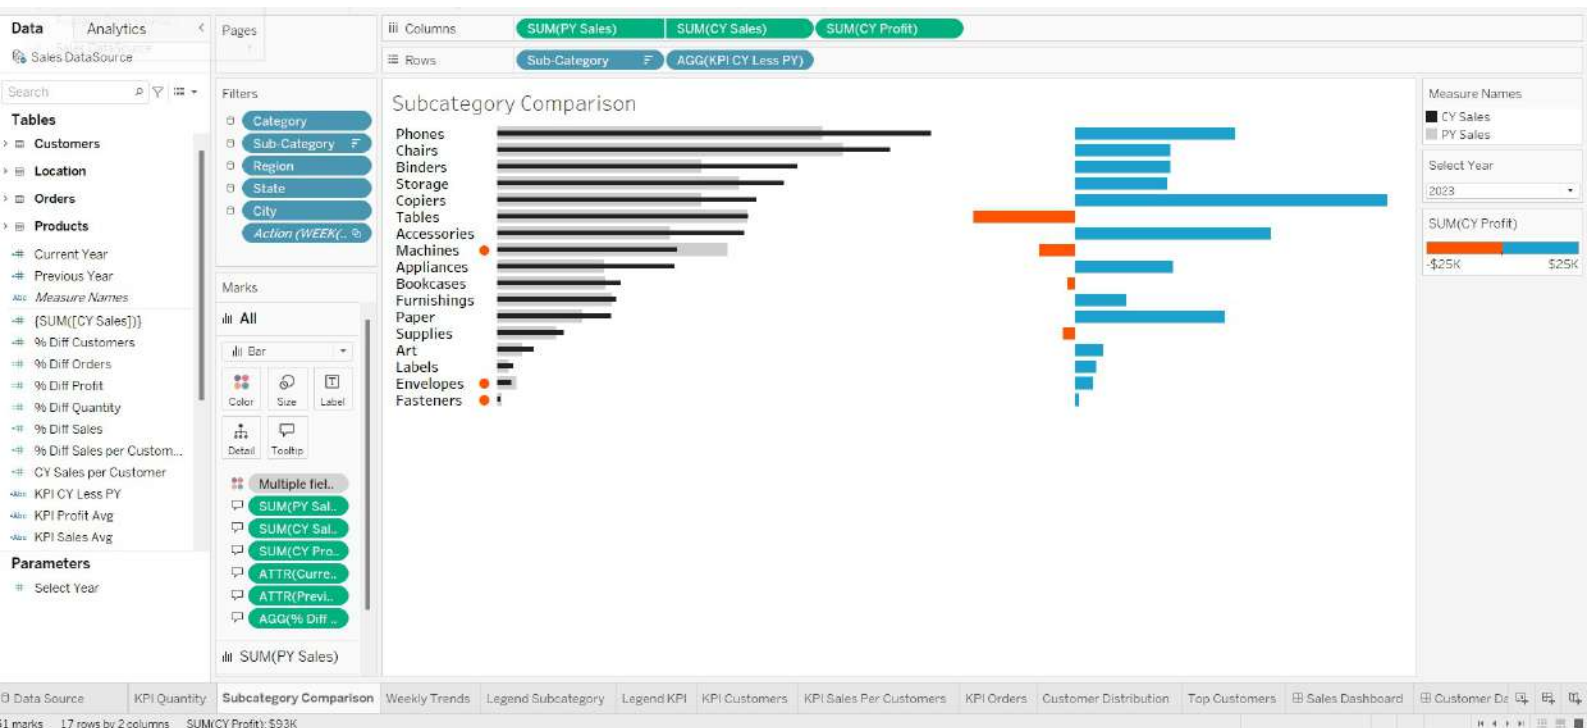 Data Analytics
Sales DataSource
Search
Tables
Customers
Location
Orders
Products
Current Year
Previous Year
Abc Measure Names
{SUM([CY Sales])}
% Diff Customers
% Diff Orders
% Diff Profit
% Diff Quantity
% Diff Sales
% Diff Sales per Custom...
CY Sales per Customer
KPI CY Less PY
KPI Profit Avg
KPI Sales Avg
Parameters
Select Year
Pages
Filters
Category
Sub-Category
Region
State
City
Action (WEEK(..
Marks
All
Bar
Color Size Label
Detail Tooltip
Multiple fiel..
SUM(PY Sal..
SUM(CY Sal..
SUM(CY Pro..
ATTR(Curre..
ATTR(Previ..
AGG(% Diff ..
SUM(PY Sales)
Columns SUM(PY Sales) SUM(CY Sales) SUM(CY Profit)
Rows Sub-Category AGG(KPI CY Less PY)
Subcategory Comparison
Phones
Chairs
Binders
Storage
Copiers
Tables
Accessories
Machines
Appliances
Bookcases
Furnishings
Paper
Supplies
Art
Labels
Envelopes
Fasteners
Measure Names
CY Sales
PY Sales
Select Year
2023
SUM(CY Profit)
-$25K $25K
Data Source KPI Quantity Subcategory Comparison Weekly Trends Legend Subcategory Legend KPI KPI Customers KPI Sales Per Customers KPI Orders Customer Distribution Top Customers Sales Dashboard Customer Da
51 marks 17 rows by 2 columns SUM(CY Profit): $93K